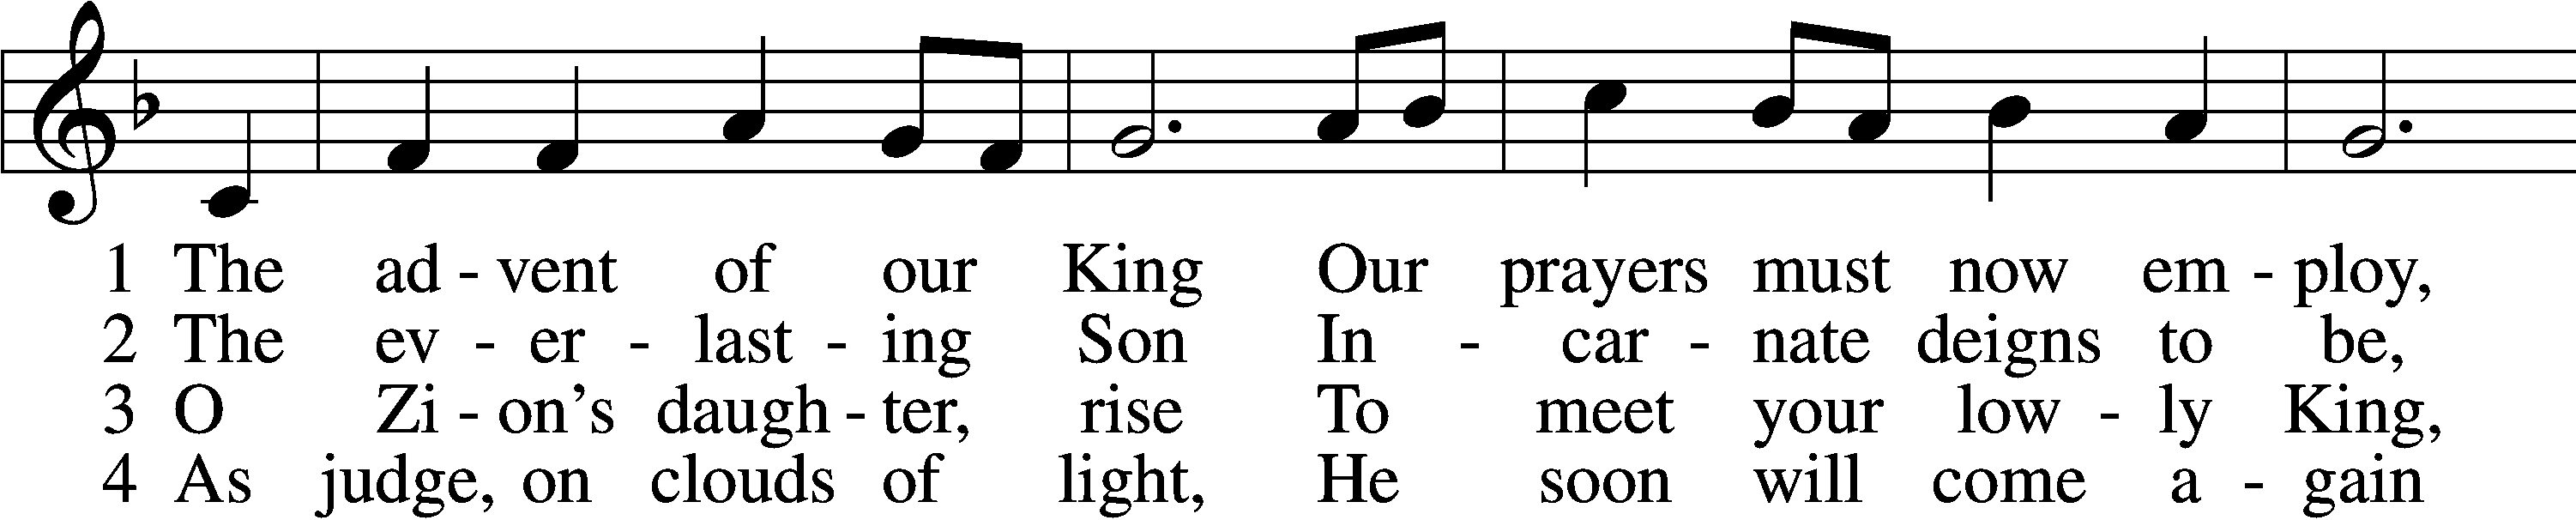 1 The ad - vent of our King Our prayers must now em - ploy,
2 The ev - er - last - ing Son In - car - nate deigns to be,
3 O Zi - on's daugh - ter, rise To meet your low - ly King,
4 As judge, on clouds of light, He soon will come a - gain